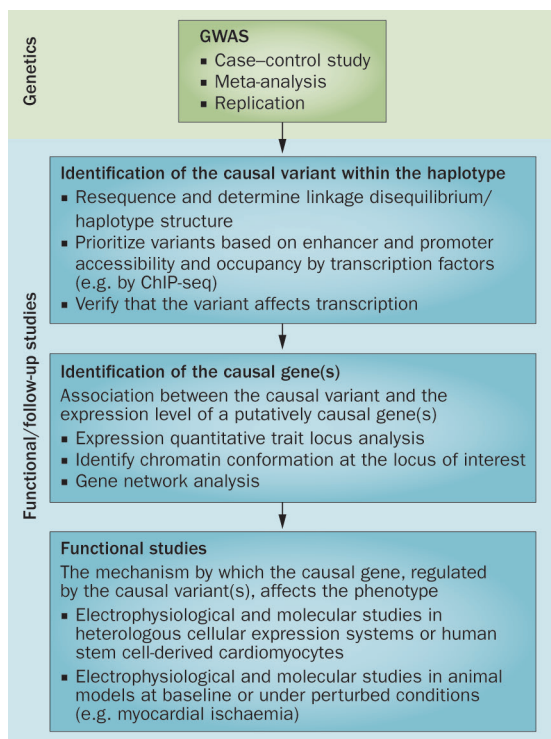 Genetics
GWAS
▪ Case–control study
▪ Meta-analysis
▪ Replication
Functional/follow-up studies
Identification of the causal variant within the haplotype
▪ Resequence and determine linkage disequilibrium/
haplotype structure
▪ Prioritize variants based on enhancer and promoter
accessibility and occupancy by transcription factors
(e.g. by ChIP-seq)
▪ Verify that the variant affects transcription
Identification of the causal gene(s)
Association between the causal variant and the
expression level of a putatively causal gene(s)
▪ Expression quantitative trait locus analysis
▪ Identify chromatin conformation at the locus of interest
▪ Gene network analysis
Functional studies
The mechanism by which the causal gene, regulated
by the causal variant(s), affects the phenotype
▪ Electrophysiological and molecular studies in
heterologous cellular expression systems or human
stem cell-derived cardiomyocytes
▪ Electrophysiological and molecular studies in animal
models at baseline or under perturbed conditions
(e.g. myocardial ischaemia)